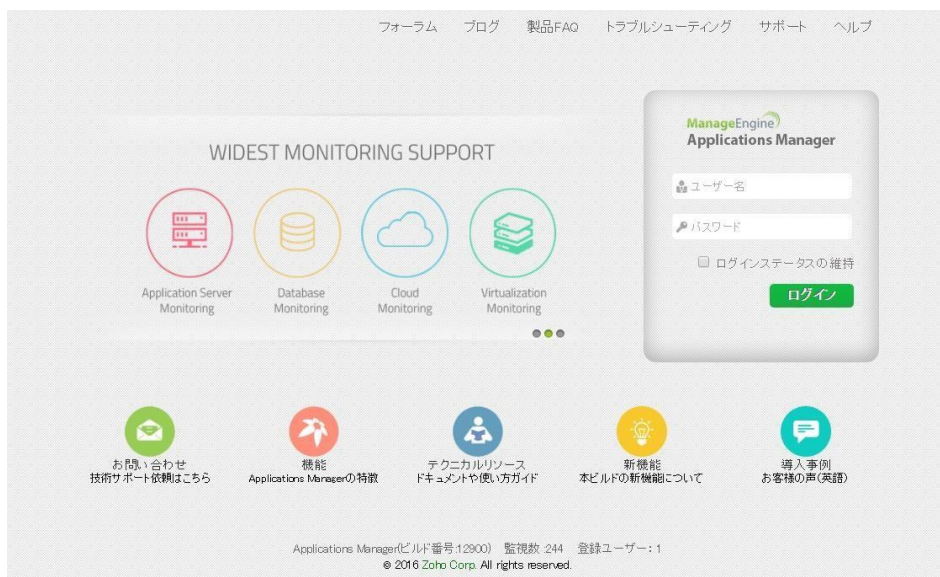 フォーラム ブログ 製品FAQ トラブルシューティング サポート ヘルプ
ManageEngine
Applications Manager
WIDEST MONITORING SUPPORT
ユーザー名
パスワード
ログインステータスの維持
ログイン
Application Server Database Cloud Virtualization
Monitoring Monitoring Monitoring Monitoring
お問い合わせ 機能 テクニカルリソース 新機能 導入事例
技術サポート依頼はこちら Applications Managerの特徴 ドキュメントや使い方ガイド 本ビルドの新機能について お客様の声(英語)
Applications Manager(ビルド番号:12900) 監視数 :244 登録ユーザー : 1
© 2016 Zoho Corp. All rights reserved.